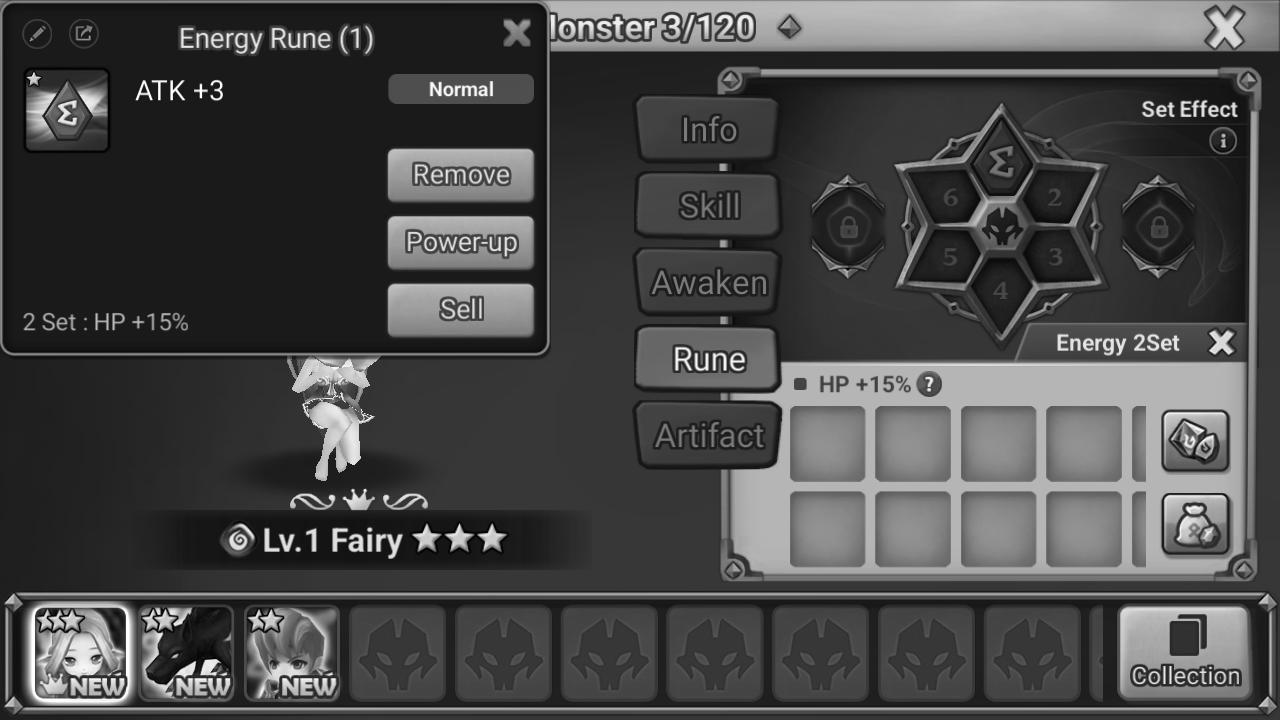 Energy Rune (1)
ATK +3
Normal
Remove
Power-up
Sell
2 Set : HP +15%
Monster 3/120
Info
Skill
Awaken
Rune
Artifact
Set Effect
6
2
5
3
4
Energy 2Set
HP +15% ?
Lv.1 Fairy
NEW
NEW
NEW
Collection